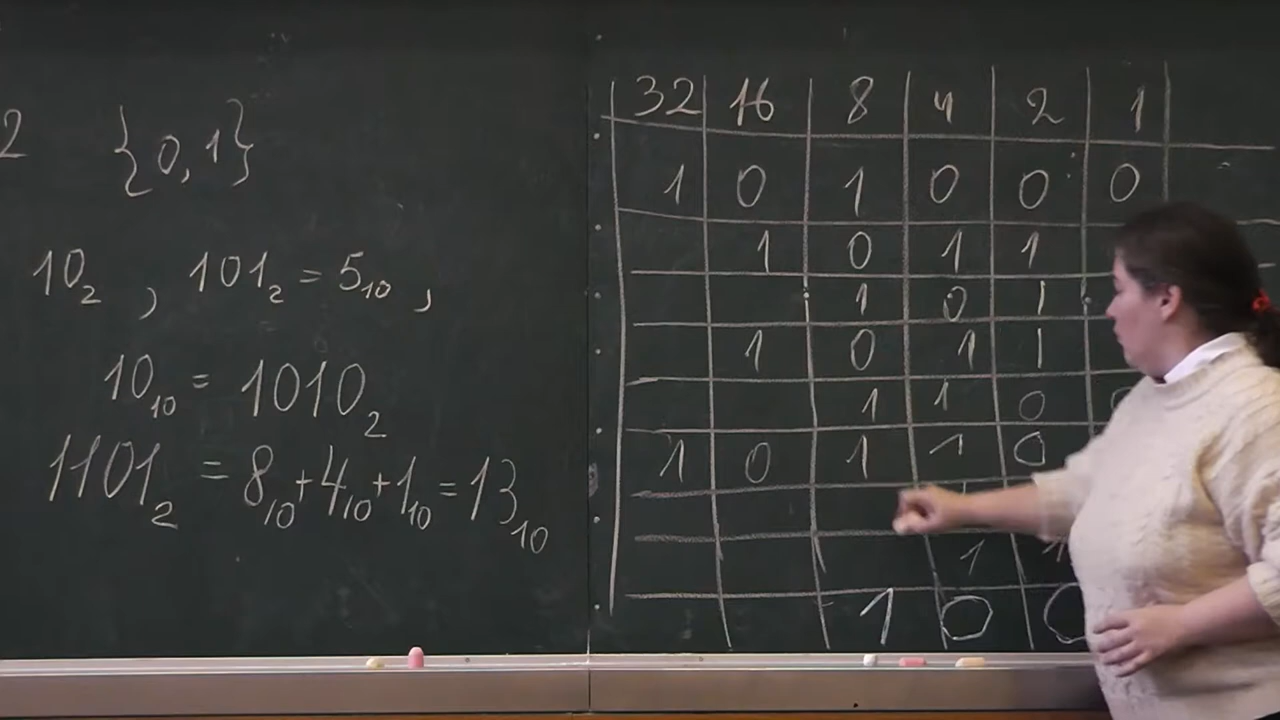 2 {0,1}
10₂ , 101₂ = 5₁₀ ,
10₁₀ = 1010₂
1101₂ = 8₁₀+4₁₀+1₁₀ = 13₁₀
32 16 8 4 2 1
1 0 1 0 0 0
1 0 1 1
1 0 1
1 0 1 1
1 1 0
1 0 1 1 0
1
1 0 0